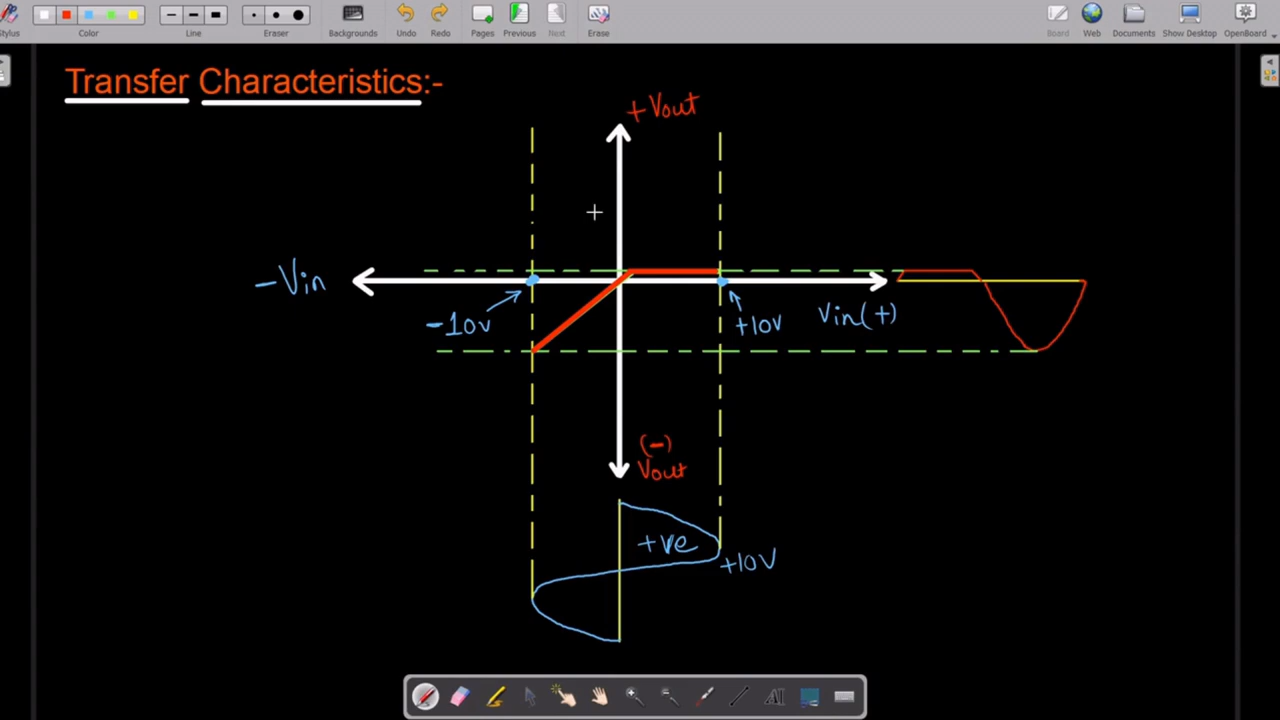 Stylus
Color
Line
Eraser
Backgrounds
Undo
Redo
Pages
Previous
Next
Erase
Board
Web
Documents
Show Desktop
OpenBoard
Transfer Characteristics:-
+Vout
-Vin
-10v
+10v
Vin(+)
(-)
Vout
+ve
+10V
AI